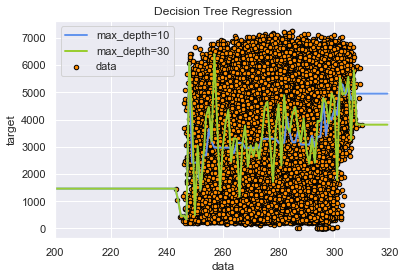 Decision Tree Regression
max_depth=10
max_depth=30
data
7000
6000
5000
4000
3000
2000
1000
0
target
200 220 240 260 280 300 320
data